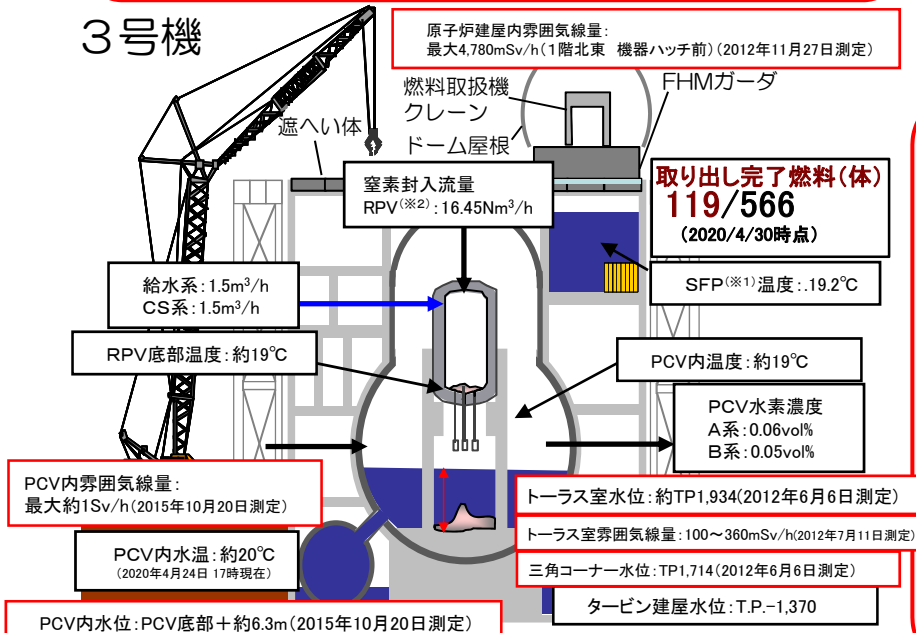 3号機
原子炉建屋内雰囲気線量:
最大4,780mSv/h(1階北東 機器ハッチ前)(2012年11月27日測定)
燃料取扱機
クレーン
FHMガーダ
遮へい体
ドーム屋根
窒素封入流量
RPV(※2):16.45Nm³/h
取り出し完了燃料(体)
119/566
(2020/4/30時点)
給水系:1.5m³/h
CS系:1.5m³/h
SFP(※1)温度:.19.2℃
RPV底部温度:約19℃
PCV内温度:約19℃
PCV水素濃度
A系:0.06vol%
B系:0.05vol%
PCV内雰囲気線量:
最大約1Sv/h(2015年10月20日測定)
トーラス室水位:約TP1,934(2012年6月6日測定)
トーラス室雰囲気線量:100~360mSv/h(2012年7月11日測定)
PCV内水温:約20℃
(2020年4月24日 17時現在)
三角コーナー水位:TP1,714(2012年6月6日測定)
タービン建屋水位:T.P.-1,370
PCV内水位:PCV底部+約6.3m(2015年10月20日測定)